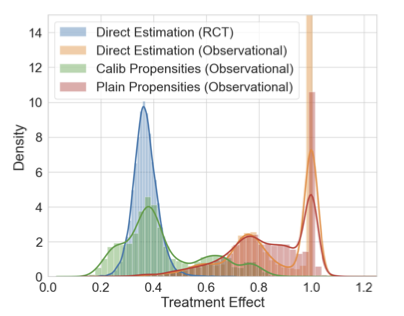 Direct Estimation (RCT)
Direct Estimation (Observational)
Calib Propensities (Observational)
Plain Propensities (Observational)
14
12
10
8
6
4
2
0
Density
0.0 0.2 0.4 0.6 0.8 1.0 1.2
Treatment Effect